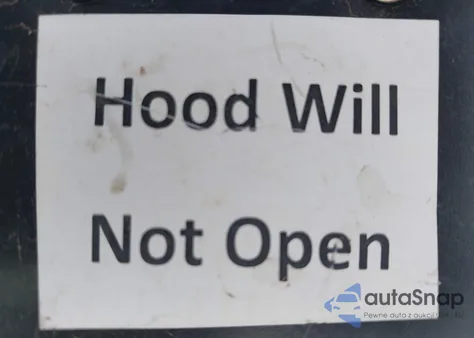 Hood Will
Not Open
autaSnap
Pewne auta z aukcji